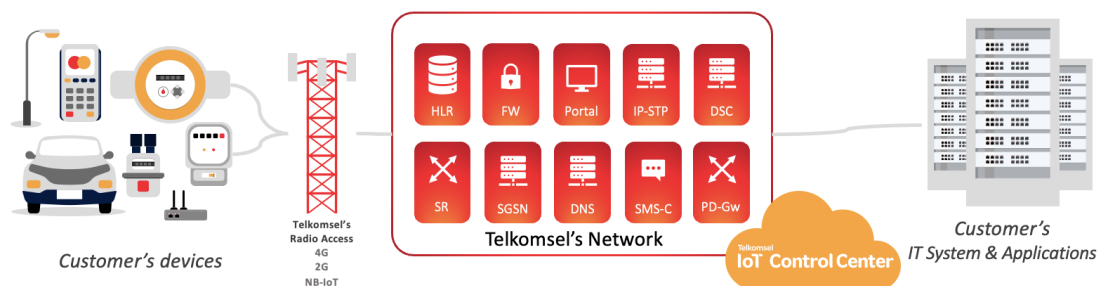 HLR
FW
Portal
IP-STP
DSC
SR
SGSN
DNS
SMS-C
PD-Gw
Telkomsel's Network
Telkomsel's
Radio Access
4G
2G
NB-IoT
Customer's devices
Telkomsel
IoT Control Center
Customer's
IT System & Applications